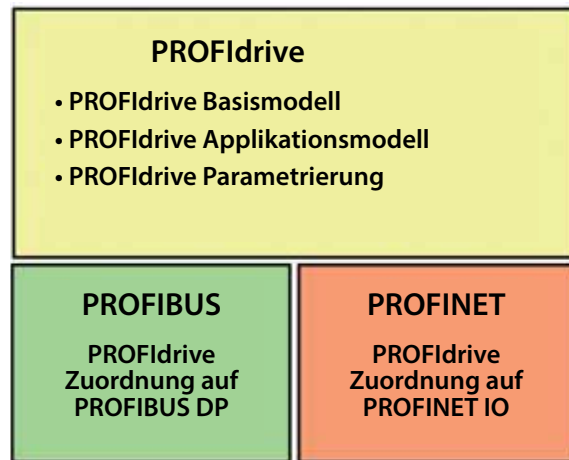 PROFIdrive
• PROFIdrive Basismodell
• PROFIdrive Applikationsmodell
• PROFIdrive Parametrierung
PROFIBUS
PROFIdrive
Zuordnung auf
PROFIBUS DP
PROFINET
PROFIdrive
Zuordnung auf
PROFINET IO